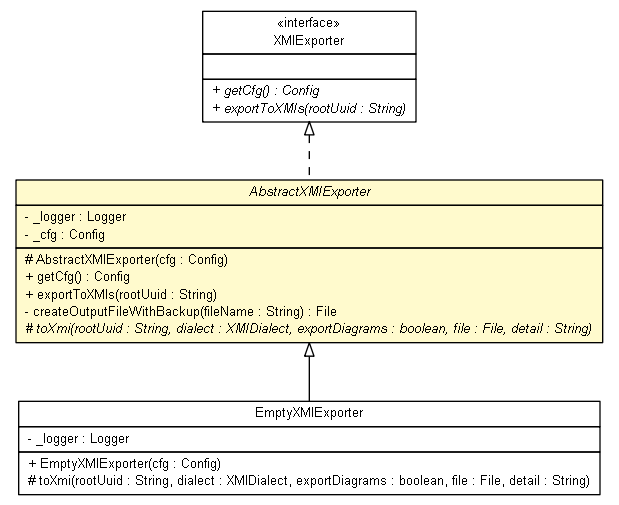 «interface»
XMIExporter
+ getCfg() : Config
+ exportToXMIs(rootUuid : String)
AbstractXMIExporter
- _logger : Logger
- _cfg : Config
# AbstractXMIExporter(cfg : Config)
+ getCfg() : Config
+ exportToXMIs(rootUuid : String)
- createOutputFileWithBackup(fileName : String) : File
# toXmi(rootUuid : String, dialect : XMIDialect, exportDiagrams : boolean, file : File, detail : String)
EmptyXMIExporter
- _logger : Logger
+ EmptyXMIExporter(cfg : Config)
# toXmi(rootUuid : String, dialect : XMIDialect, exportDiagrams : boolean, file : File, detail : String)